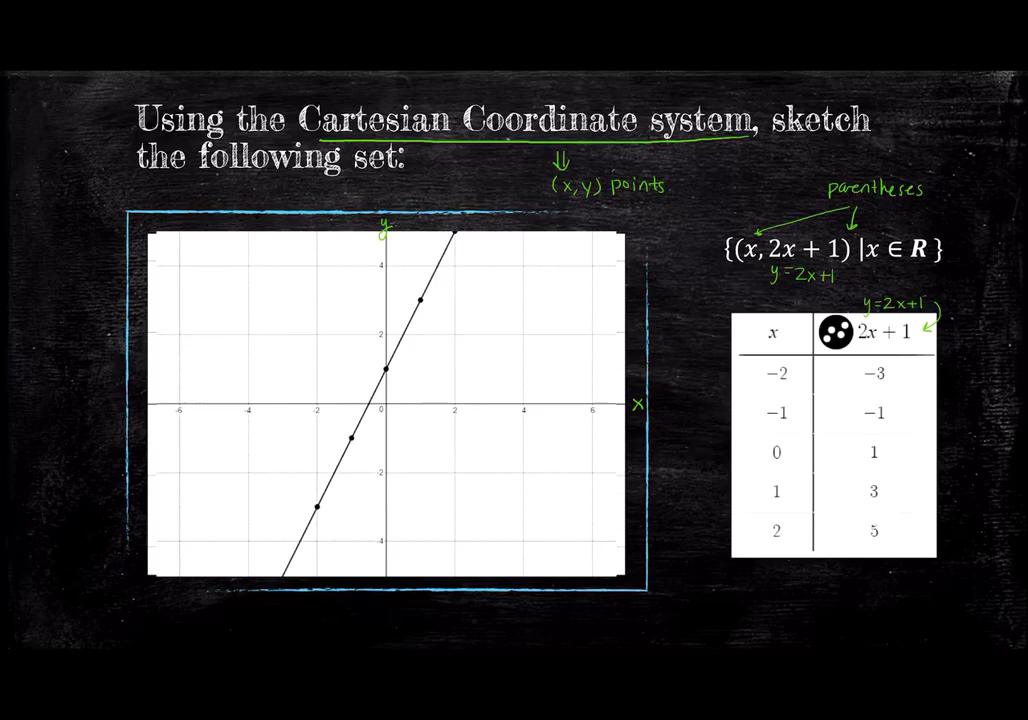 Using the Cartesian Coordinate system, sketch
the following set:
⇓
(x,y) points
parentheses
{(x, 2x + 1) |x ∈ R }
y=2x+1
y=2x+1
x 2x + 1
−2 −3
−1 −1
0 1
1 3
2 5
y
4
2
-6 -4 -2 0 2 4 6
x
-2
-4